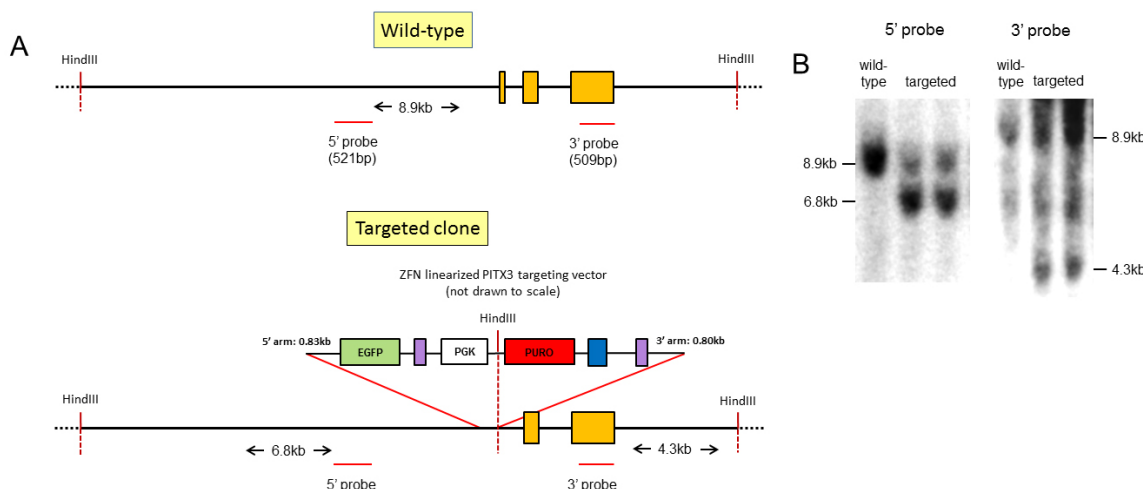 A
Wild-type
HindIII
HindIII
8.9kb
5' probe
(521bp)
3' probe
(509bp)
Targeted clone
ZFN linearized PITX3 targeting vector
(not drawn to scale)
HindIII
5' arm: 0.83kb
EGFP
PGK
PURO
3' arm: 0.80kb
HindIII
HindIII
6.8kb
4.3kb
5' probe
3' probe
B
5' probe
wild-
type
targeted
8.9kb
6.8kb
3' probe
wild-
type
targeted
8.9kb
4.3kb